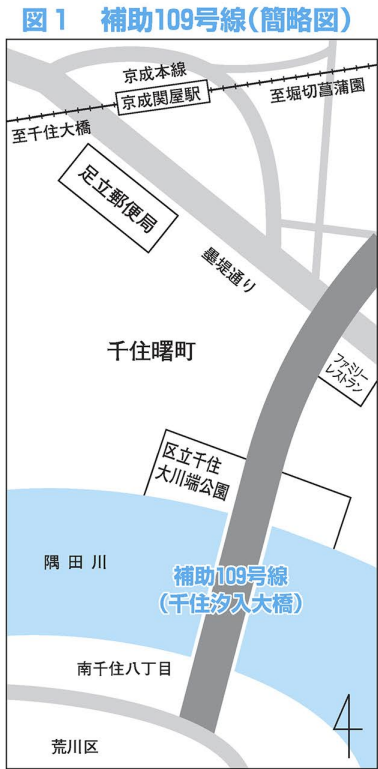 図1 補助109号線(簡略図)
京成本線
京成関屋駅
至堀切菖蒲園
至千住大橋
足立郵便局
墨堤通り
千住曙町
ファミリー
レストラン
区立千住
大川端公園
隅田川
補助109号線
(千住汐入大橋)
南千住八丁目
荒川区